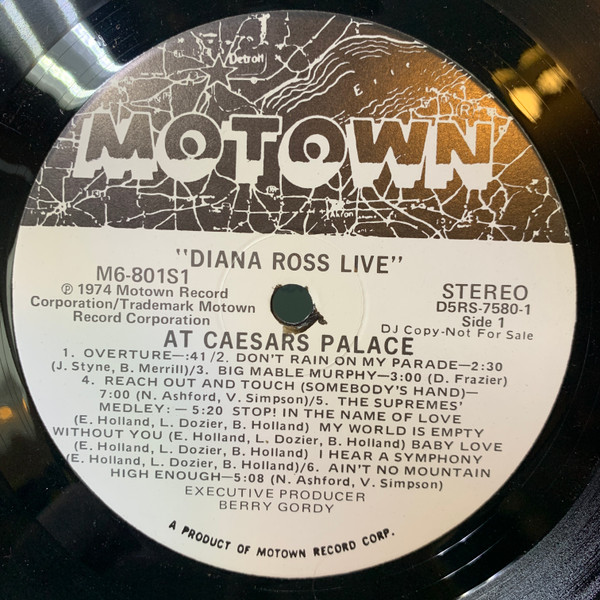 Detroit
Erie
MOTOWN
Akron
"DIANA ROSS LIVE"
M6-801S1
℗ 1974 Motown Record
Corporation/Trademark Motown
Record Corporation
STEREO
D5RS-7580-1
Side 1
DJ Copy-Not For Sale
AT CAESARS PALACE
1. OVERTURE—:41/2. DON'T RAIN ON MY PARADE—2:30
(J. Styne, B. Merrill)/3. BIG MABLE MURPHY—3:00 (D. Frazier)
4. REACH OUT AND TOUCH (SOMEBODY'S HAND)—
7:00 (N. Ashford, V. Simpson)/5. THE SUPREMES'
MEDLEY: — 5:20 STOP! IN THE NAME OF LOVE
(E. Holland, L. Dozier, B. Holland) MY WORLD IS EMPTY
WITHOUT YOU (E. Holland, L. Dozier, B. Holland) BABY LOVE
(E. Holland, L. Dozier, B. Holland) I HEAR A SYMPHONY
(E. Holland, L. Dozier, B. Holland)/6. AIN'T NO MOUNTAIN
HIGH ENOUGH—5:08 (N. Ashford, V. Simpson)
EXECUTIVE PRODUCER
BERRY GORDY
A PRODUCT OF MOTOWN RECORD CORP.